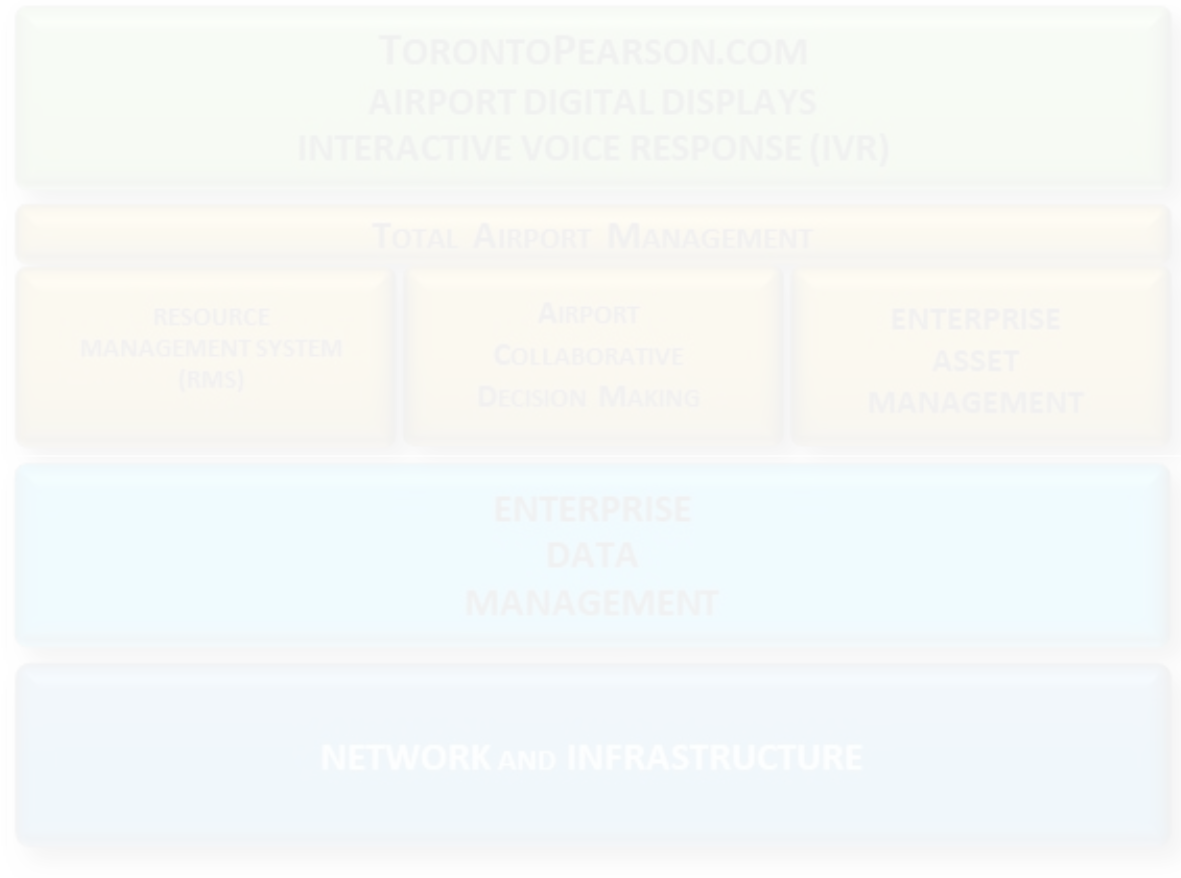 TORONTOPEARSON.COM
AIRPORT DIGITAL DISPLAYS
INTERACTIVE VOICE RESPONSE (IVR)
TOTAL AIRPORT MANAGEMENT
RESOURCE
MANAGEMENT SYSTEM
(RMS)
AIRPORT
COLLABORATIVE
DECISION MAKING
ENTERPRISE
ASSET
MANAGEMENT
ENTERPRISE
DATA
MANAGEMENT
NETWORK AND INFRASTRUCTURE